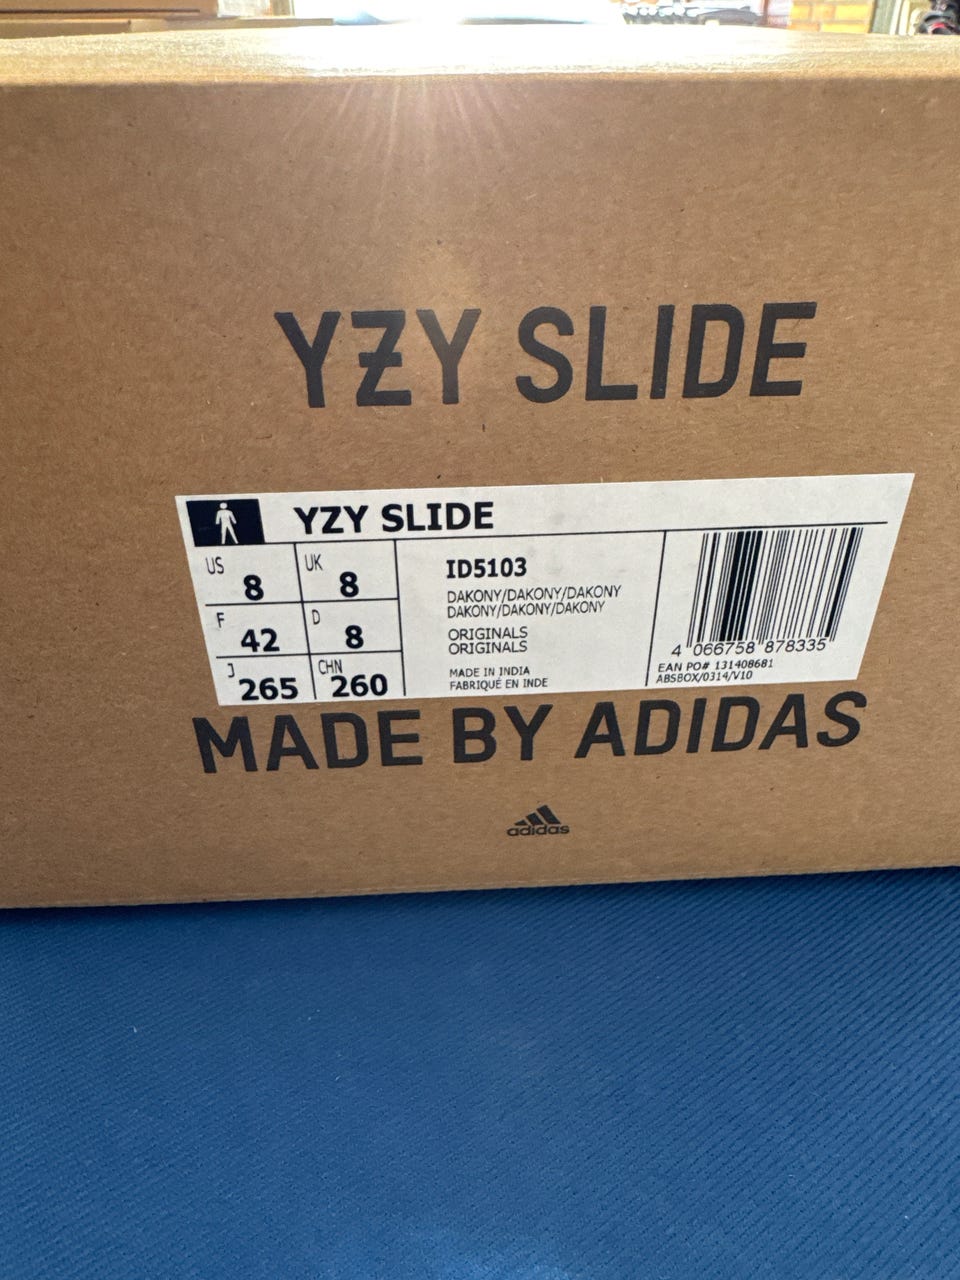 YZY SLIDE
YZY SLIDE
US 8 UK 8
F 42 D 8
J 265 CHN 260
ID5103
DAKONY/DAKONY/DAKONY
DAKONY/DAKONY/DAKONY
ORIGINALS
ORIGINALS
MADE IN INDIA
FABRIQUÉ EN INDE
4 066758 878335
EAN PO# 131408681
ABSBOX/0314/V10
MADE BY ADIDAS
adidas